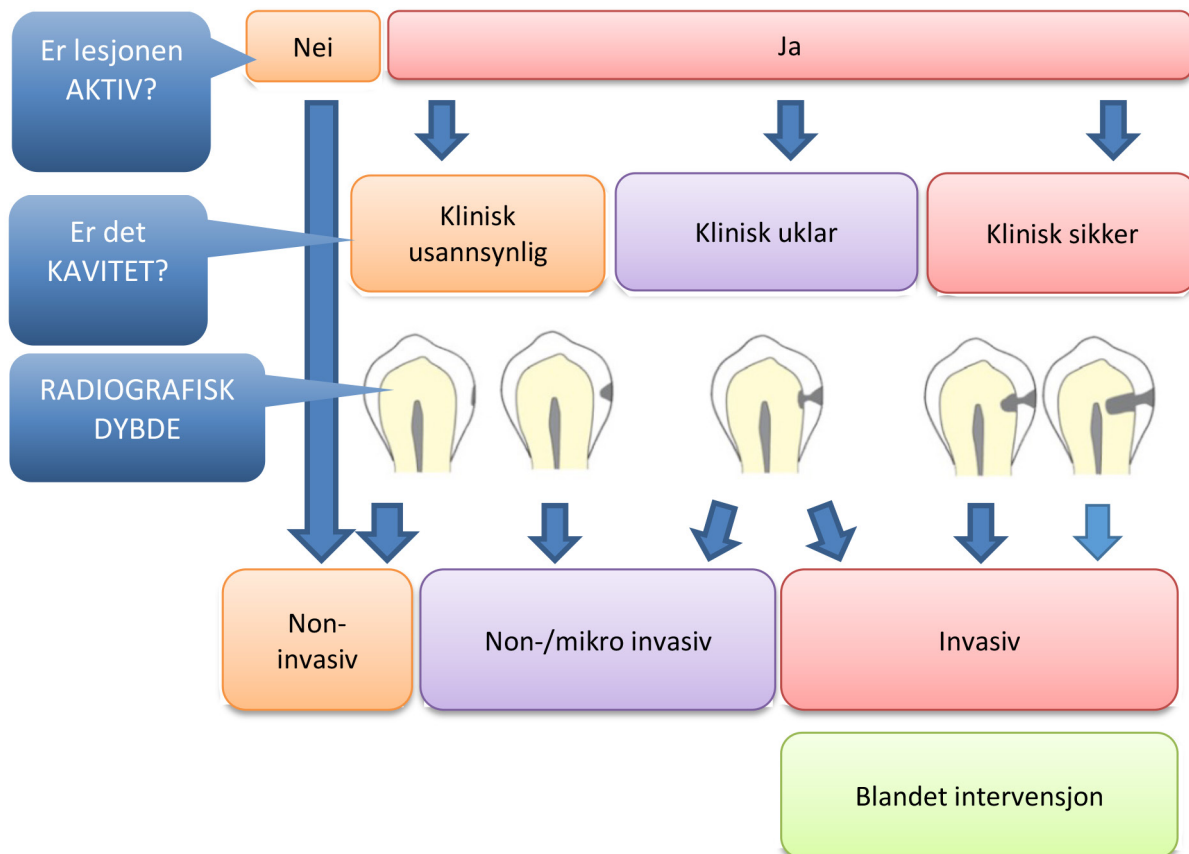 Er lesjonen
AKTIV?
Nei
Ja
Er det
KAVITET?
Klinisk
usannsynlig
Klinisk uklar
Klinisk sikker
RADIOGRAFISK
DYBDE
Non-
invasiv
Non-/mikro invasiv
Invasiv
Blandet intervensjon